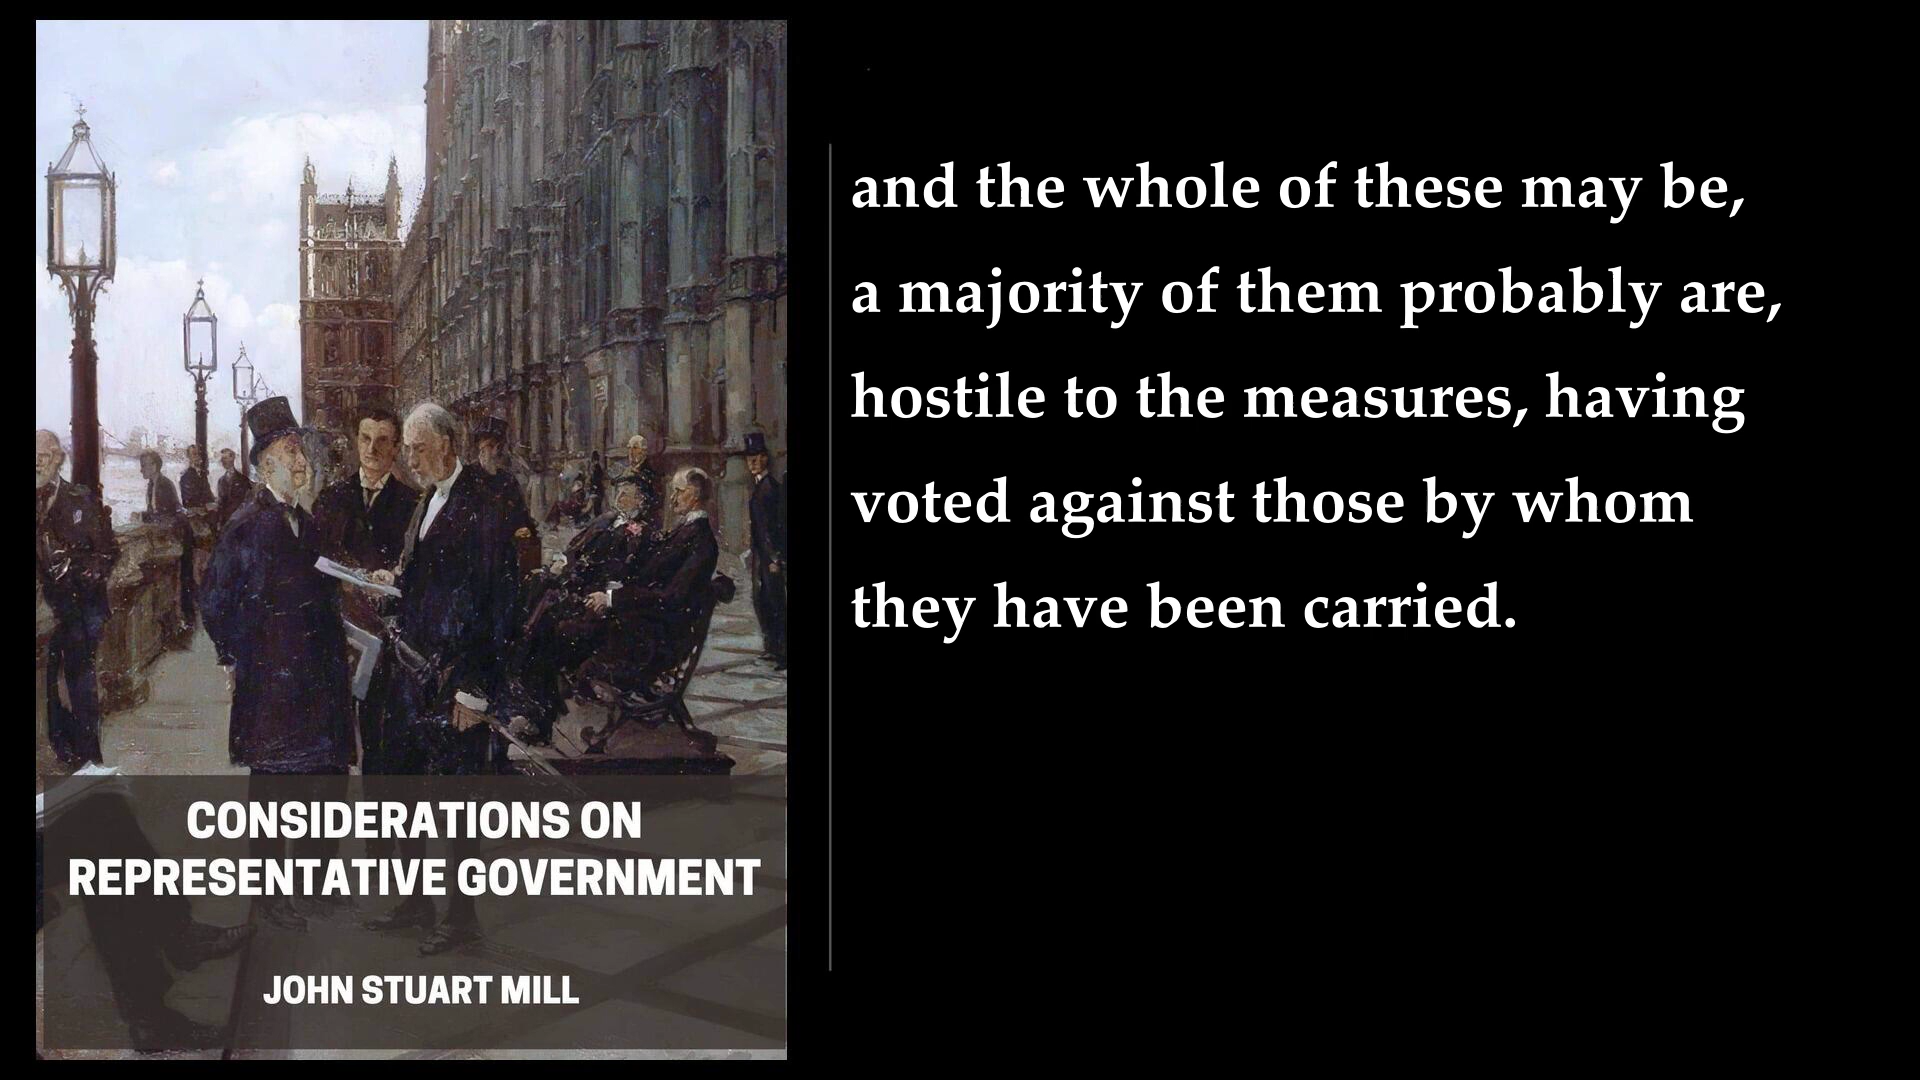 CONSIDERATIONS ON
REPRESENTATIVE GOVERNMENT
JOHN STUART MILL
and the whole of these may be,
a majority of them probably are,
hostile to the measures, having
voted against those by whom
they have been carried.